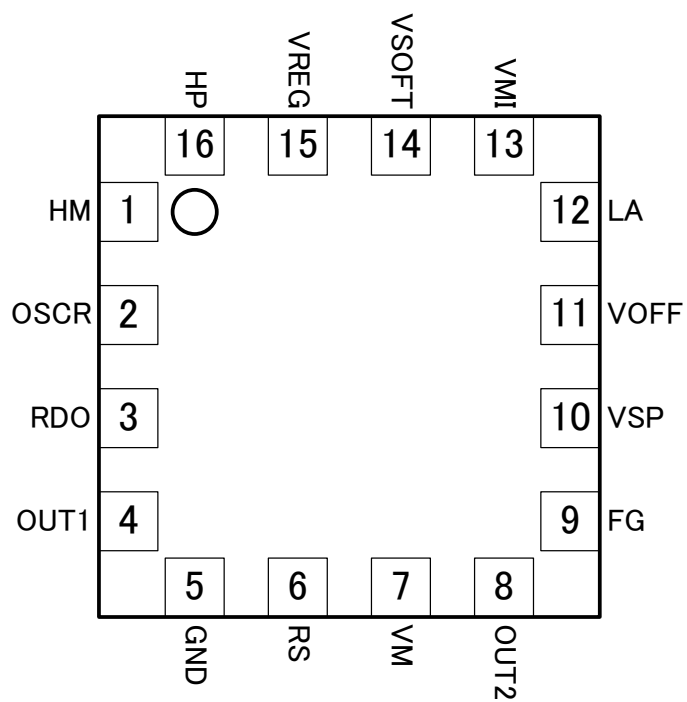 HP VREG VSOFT VMI
16 15 14 13
HM 1 12 LA
OSCR 2 11 VOFF
RDO 3 10 VSP
OUT1 4 9 FG
5 6 7 8
GND RS VM OUT2